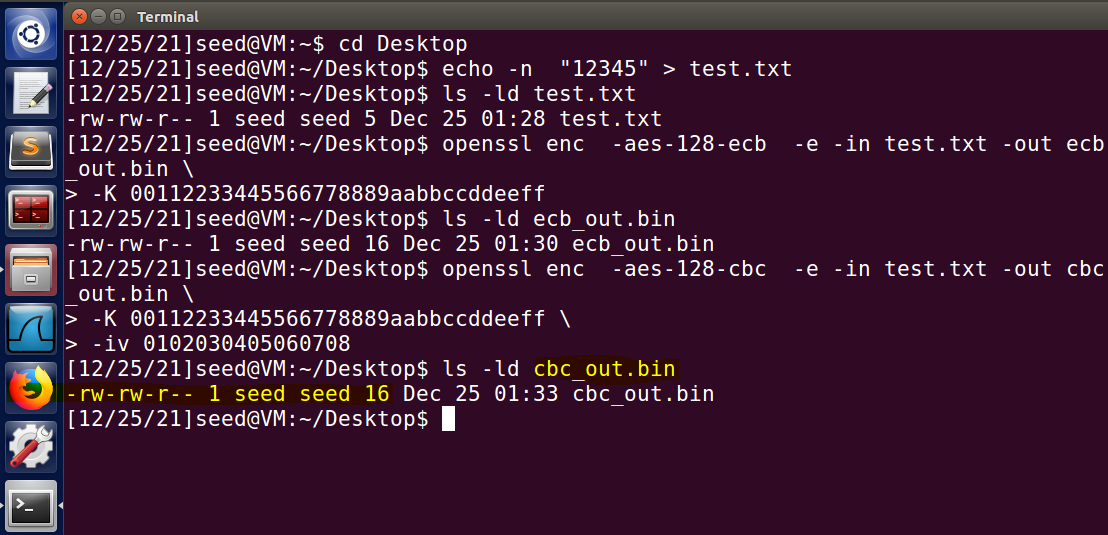 Terminal
[12/25/21]seed@VM:~$ cd Desktop
[12/25/21]seed@VM:~/Desktop$ echo -n  "12345" > test.txt
[12/25/21]seed@VM:~/Desktop$ ls -ld test.txt
-rw-rw-r-- 1 seed seed 5 Dec 25 01:28 test.txt
[12/25/21]seed@VM:~/Desktop$ openssl enc  -aes-128-ecb  -e -in test.txt -out ecb
_out.bin \
> -K 00112233445566778889aabbccddeeff
[12/25/21]seed@VM:~/Desktop$ ls -ld ecb_out.bin
-rw-rw-r-- 1 seed seed 16 Dec 25 01:30 ecb_out.bin
[12/25/21]seed@VM:~/Desktop$ openssl enc  -aes-128-cbc  -e -in test.txt -out cbc
_out.bin \
> -K 00112233445566778889aabbccddeeff \
> -iv 0102030405060708
[12/25/21]seed@VM:~/Desktop$ ls -ld cbc_out.bin
-rw-rw-r-- 1 seed seed 16 Dec 25 01:33 cbc_out.bin
[12/25/21]seed@VM:~/Desktop$